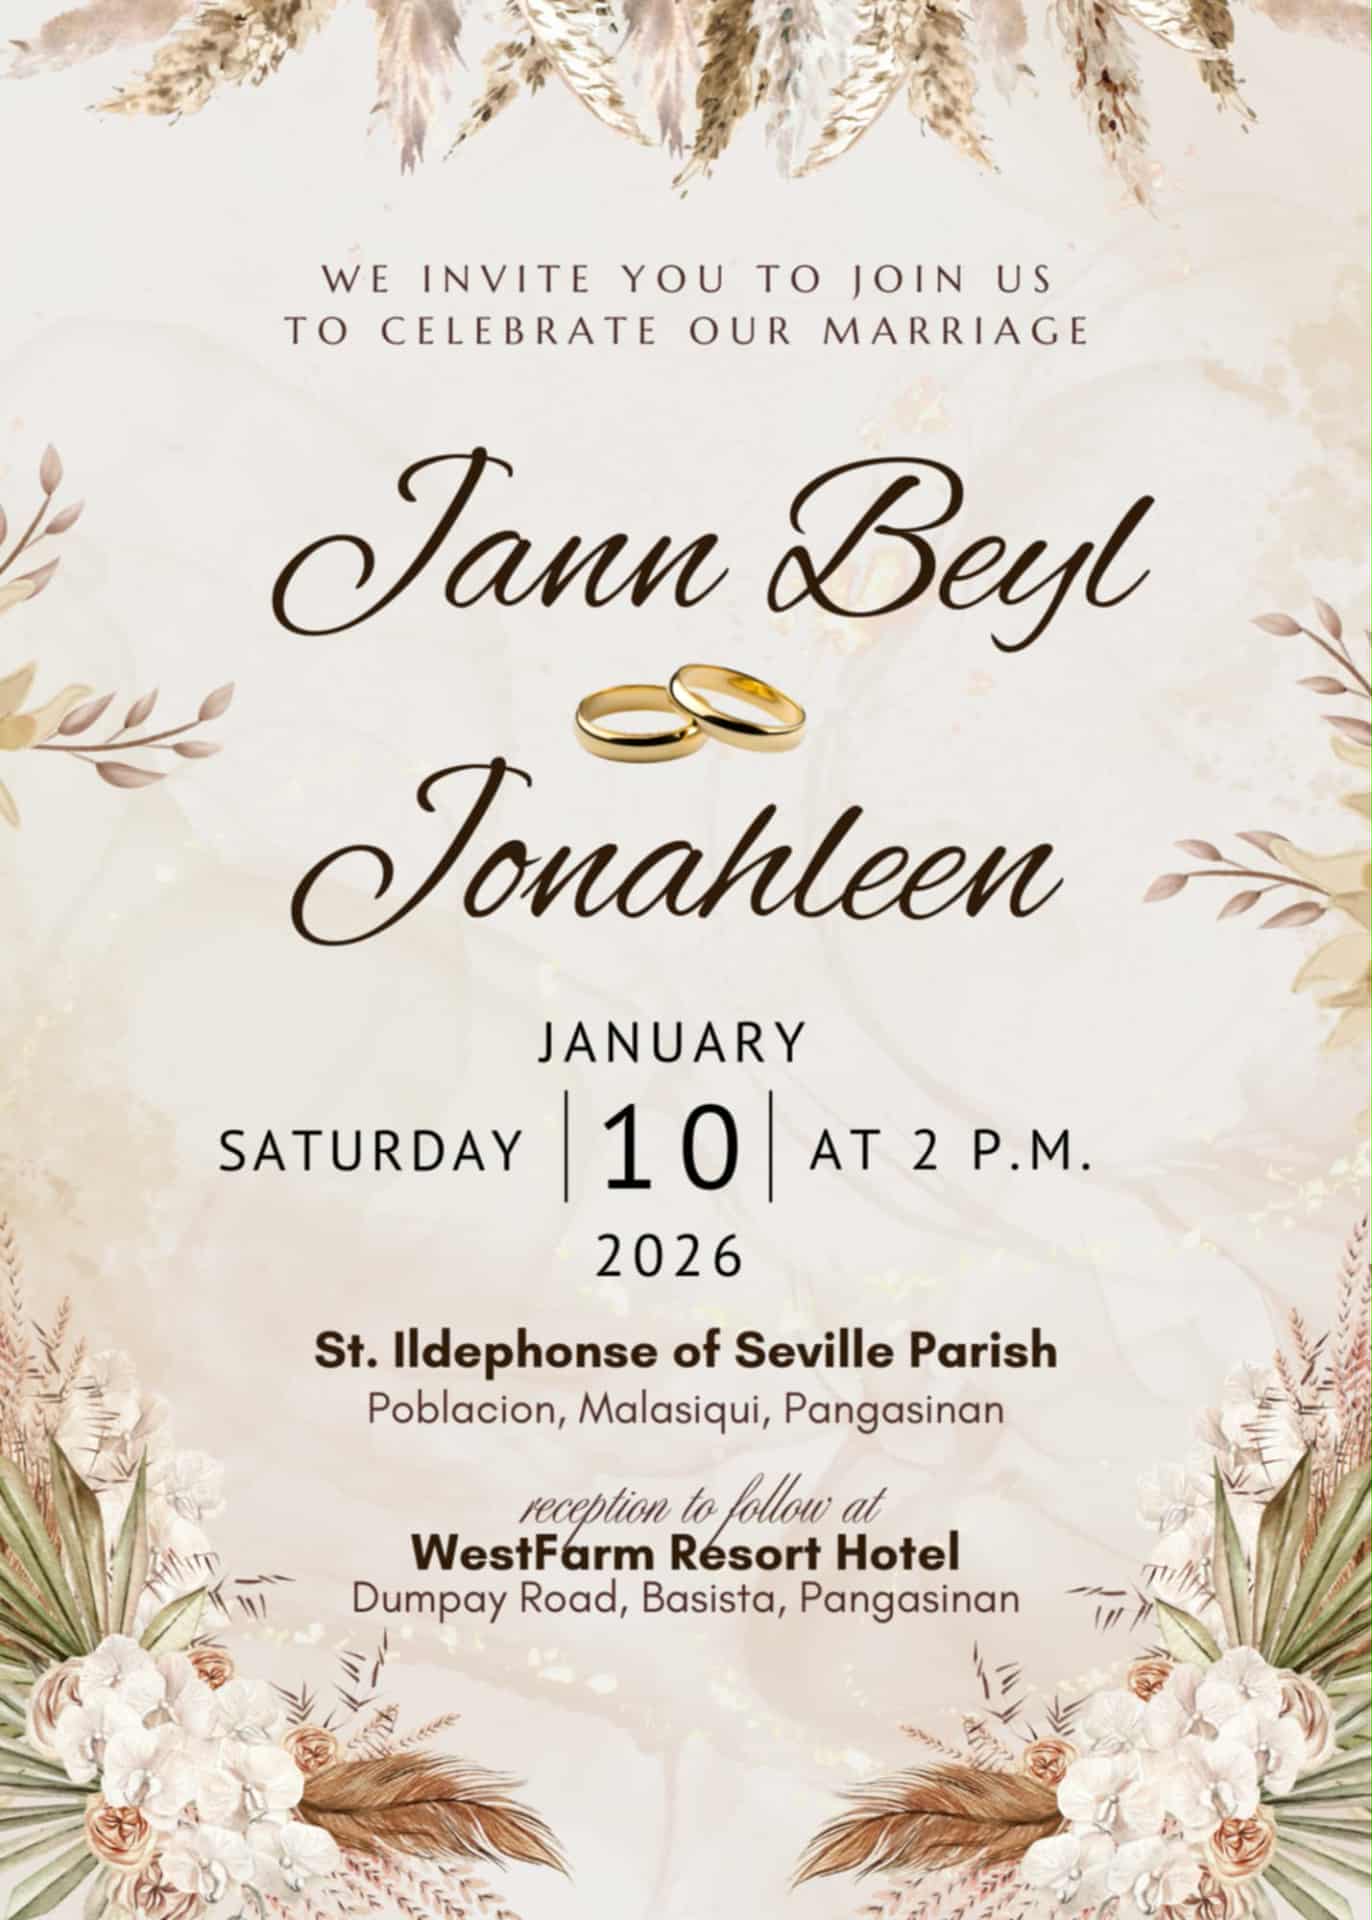 WE INVITE YOU TO JOIN US
TO CELEBRATE OUR MARRIAGE
Jann Beyl
Jonahleen
JANUARY
SATURDAY 10 AT 2 P.M.
2026
St. Ildephonse of Seville Parish
Poblacion, Malasiqui, Pangasinan
reception to follow at
WestFarm Resort Hotel
Dumpay Road, Basista, Pangasinan